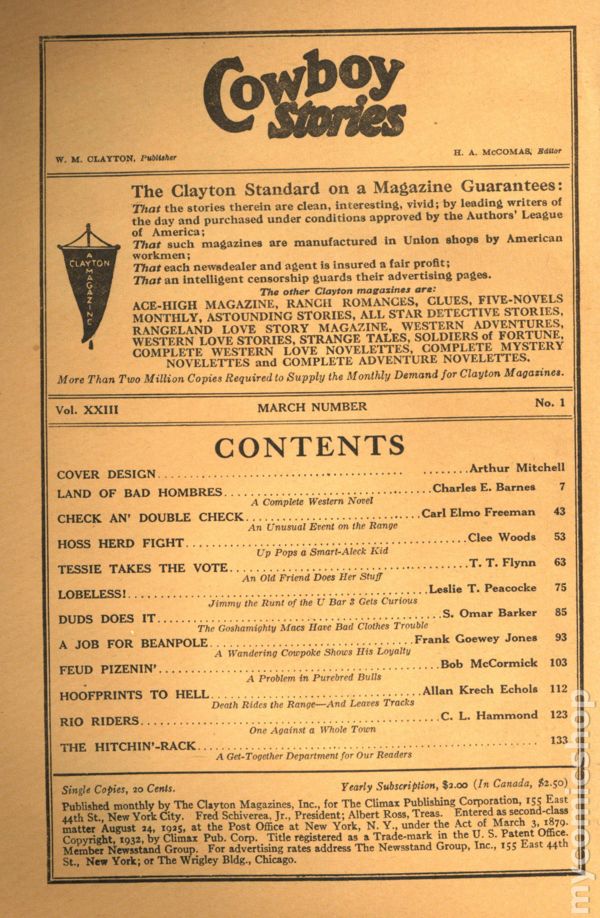 Cowboy
Stories
W. M. CLAYTON, Publisher
H. A. McCOMAS, Editor
A
CLAYTON
MAGAZINE
The Clayton Standard on a Magazine Guarantees:
That the stories therein are clean, interesting, vivid; by leading writers of
the day and purchased under conditions approved by the Authors' League
of America;
That such magazines are manufactured in Union shops by American
workmen;
That each newsdealer and agent is insured a fair profit;
That an intelligent censorship guards their advertising pages.
The other Clayton magazines are:
ACE-HIGH MAGAZINE, RANCH ROMANCES, CLUES, FIVE-NOVELS
MONTHLY, ASTOUNDING STORIES, ALL STAR DETECTIVE STORIES,
RANGELAND LOVE STORY MAGAZINE, WESTERN ADVENTURES,
WESTERN LOVE STORIES, STRANGE TALES, SOLDIERS of FORTUNE,
COMPLETE WESTERN LOVE NOVELETTES, COMPLETE MYSTERY
NOVELETTES and COMPLETE ADVENTURE NOVELETTES.
More Than Two Million Copies Required to Supply the Monthly Demand for Clayton Magazines.
Vol. XXIII MARCH NUMBER No. 1
CONTENTS
COVER DESIGN Arthur Mitchell
LAND OF BAD HOMBRES Charles E. Barnes 7
A Complete Western Novel
CHECK AN' DOUBLE CHECK Carl Elmo Freeman 43
An Unusual Event on the Range
HOSS HERD FIGHT Clee Woods 53
Up Pops a Smart-Aleck Kid
TESSIE TAKES THE VOTE T. T. Flynn 63
An Old Friend Does Her Stuff
LOBELESS! Leslie T. Peacocke 75
Jimmy the Runt of the U Bar 3 Gets Curious
DUDS DOES IT S. Omar Barker 85
The Goshamighty Macs Have Bad Clothes Trouble
A JOB FOR BEANPOLE Frank Goewey Jones 93
A Wandering Cowpoke Shows His Loyalty
FEUD PIZENIN' Bob McCormick 103
A Problem in Purebred Bulls
HOOFPRINTS TO HELL Allan Krech Echols 112
Death Rides the Range—And Leaves Tracks
RIO RIDERS C. L. Hammond 123
One Against a Whole Town
THE HITCHIN'-RACK 133
A Get-Together Department for Our Readers
Single Copies, 20 Cents. Yearly Subscription, $2.00 (In Canada, $2.50)
Published monthly by The Clayton Magazines, Inc., for The Climax Publishing Corporation, 155 East
44th St., New York City. Fred Schiverea, Jr., President; Albert Ross, Treas. Entered as second-class
matter August 24, 1925, at the Post Office at New York, N. Y., under the Act of March 3, 1879.
Copyright, 1932, by Climax Pub. Corp. Title registered as a Trade-mark in the U. S. Patent Office.
Member Newsstand Group. For advertising rates address The Newsstand Group, Inc., 155 East 44th
St., New York; or The Wrigley Bldg., Chicago.
mycomicshop